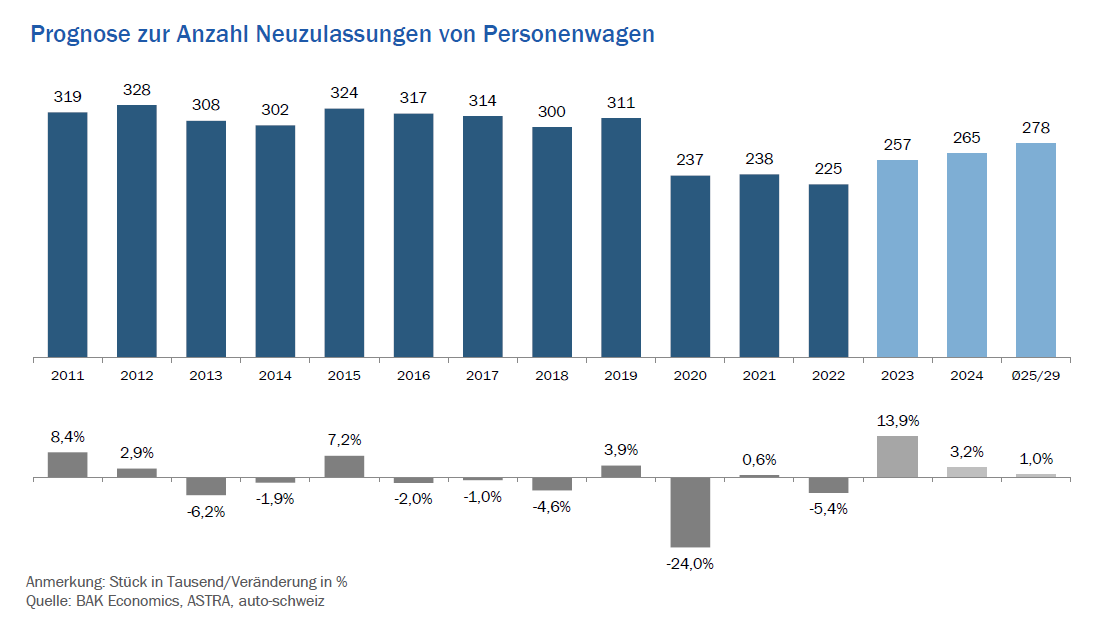 Prognose zur Anzahl Neuzulassungen von Personenwagen
319 328 308 302 324 317 314 300 311 237 238 225 257 265 278
2011 2012 2013 2014 2015 2016 2017 2018 2019 2020 2021 2022 2023 2024 Ø25/29
8,4% 2,9% -6,2% -1,9% 7,2% -2,0% -1,0% -4,6% 3,9% -24,0% 0,6% -5,4% 13,9% 3,2% 1,0%
Anmerkung: Stück in Tausend/Veränderung in %
Quelle: BAK Economics, ASTRA, auto-schweiz